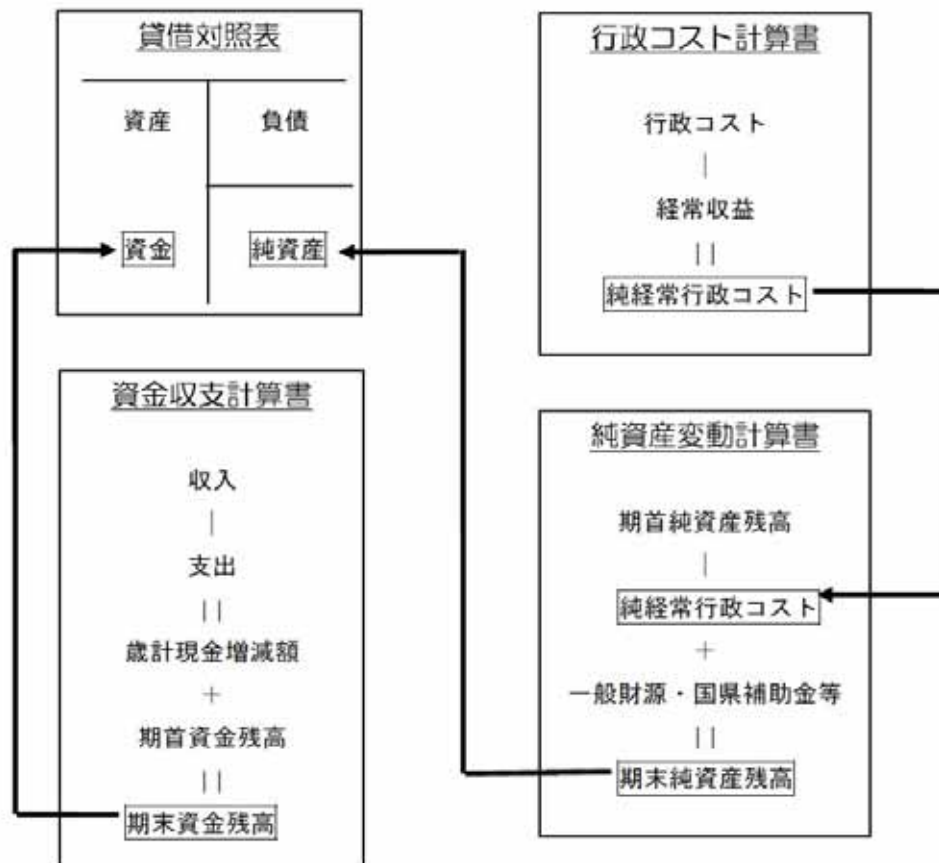 貸借対照表
資産
負債
資金
純資産
行政コスト計算書
行政コスト
|
経常収益
||
純経常行政コスト
資金収支計算書
収入
|
支出
||
歳計現金増減額
+
期首資金残高
||
期末資金残高
純資産変動計算書
期首純資産残高
|
純経常行政コスト
+
一般財源・国県補助金等
||
期末純資産残高